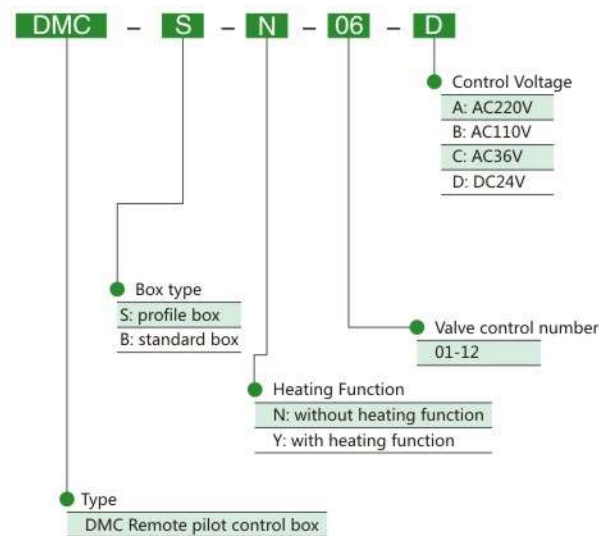 DMC – S – N – 06 – D
Control Voltage
A: AC220V
B: AC110V
C: AC36V
D: DC24V
Box type
S: profile box
B: standard box
Valve control number
01-12
Heating Function
N: without heating function
Y: with heating function
Type
DMC Remote pilot control box